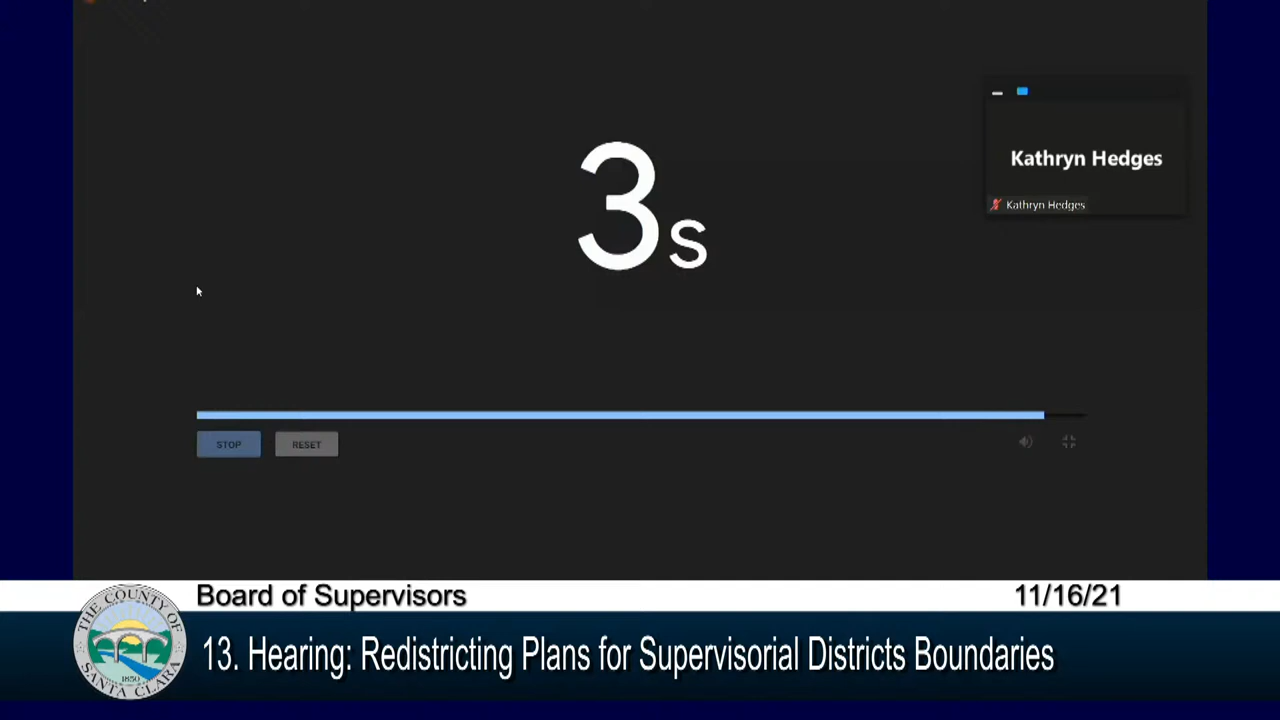 3s
Kathryn Hedges
Kathryn Hedges
STOP
RESET
Board of Supervisors
11/16/21
THE COUNTY OF
SANTA CLARA
1850
13. Hearing: Redistricting Plans for Supervisorial Districts Boundaries